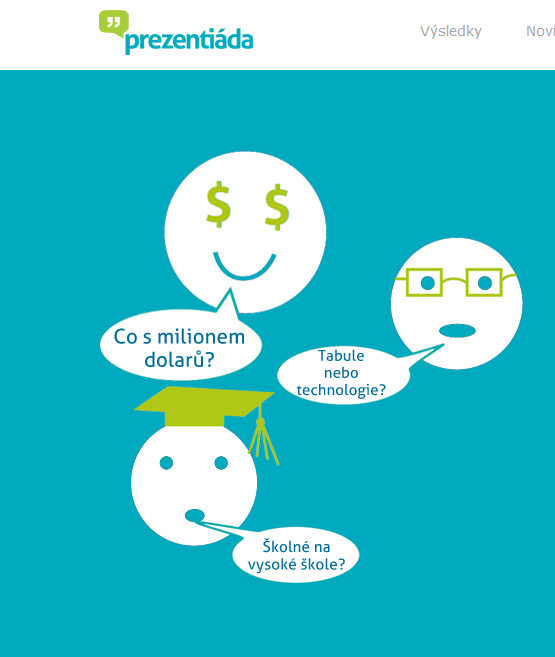 prezentiáda
Výsledky
Novi
$ $
Co s milionem
dolarů?
Tabule
nebo
technologie?
Školné na
vysoké škole?